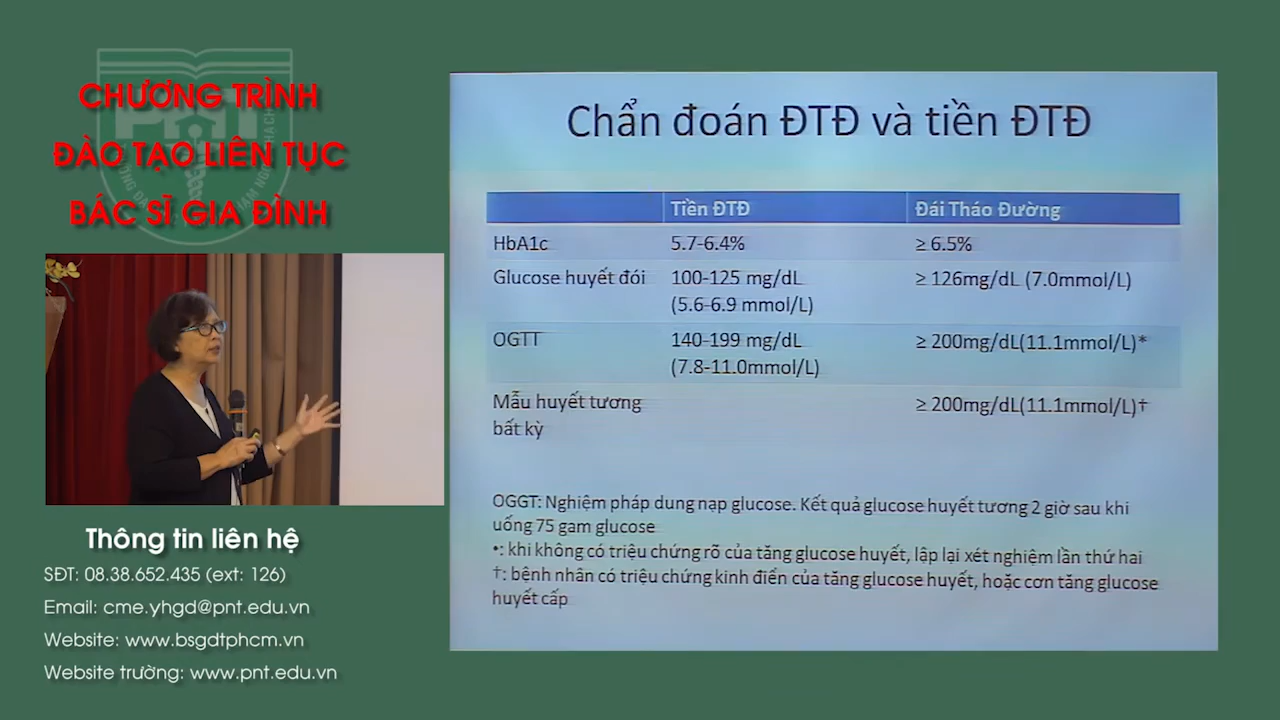 CHƯƠNG TRÌNH
ĐÀO TẠO LIÊN TỤC
BÁC SĨ GIA ĐÌNH
PNT
Thông tin liên hệ
SĐT: 08.38.652.435 (ext: 126)
Email: cme.yhgd@pnt.edu.vn
Website: www.bsgdtphcm.vn
Website trường: www.pnt.edu.vn
Chẩn đoán ĐTĐ và tiền ĐTĐ
Tiền ĐTĐ Đái Tháo Đường
HbA1c 5.7-6.4% ≥ 6.5%
Glucose huyết đói 100-125 mg/dL ≥ 126mg/dL (7.0mmol/L)
(5.6-6.9 mmol/L)
OGTT 140-199 mg/dL ≥ 200mg/dL(11.1mmol/L)*
(7.8-11.0mmol/L)
Mẫu huyết tương ≥ 200mg/dL(11.1mmol/L)†
bất kỳ
OGGT: Nghiệm pháp dung nạp glucose. Kết quả glucose huyết tương 2 giờ sau khi
uống 75 gam glucose
•: khi không có triệu chứng rõ của tăng glucose huyết, lập lại xét nghiệm lần thứ hai
†: bệnh nhân có triệu chứng kinh điển của tăng glucose huyết, hoặc cơn tăng glucose
huyết cấp